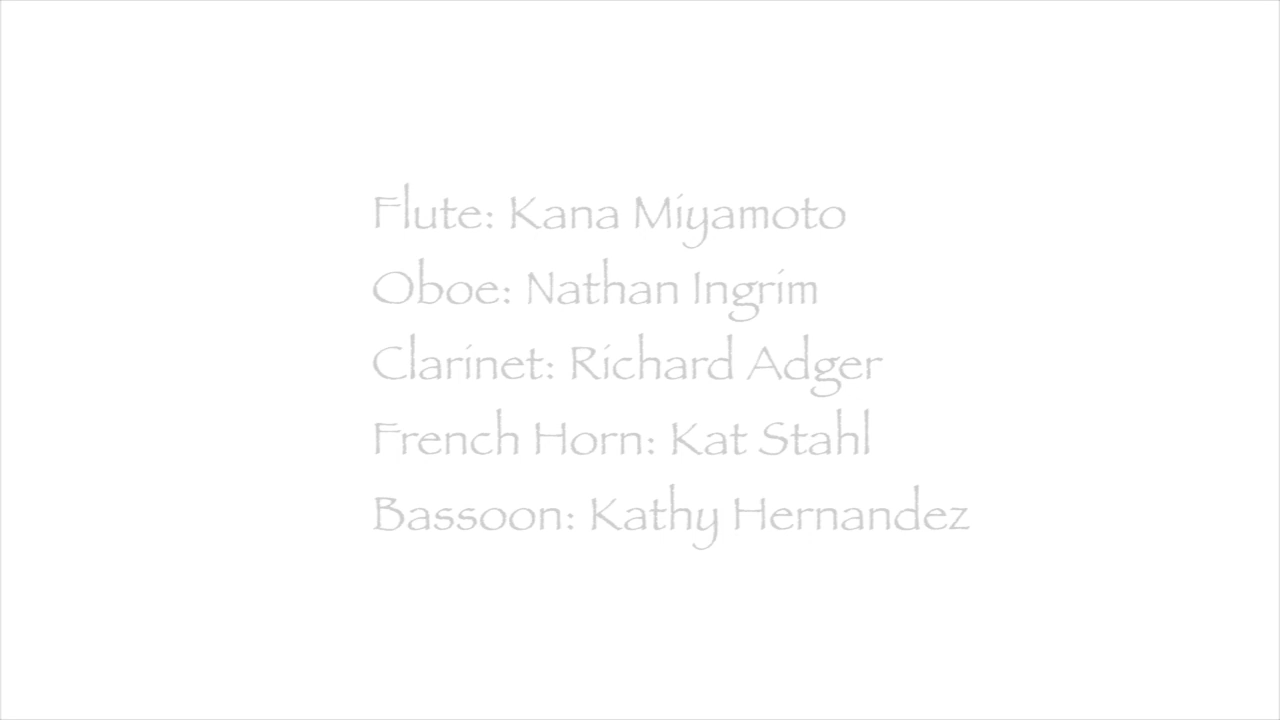 Flute: Kana Miyamoto
Oboe: Nathan Ingrim
Clarinet: Richard Adger
French Horn: Kat Stahl
Bassoon: Kathy Hernandez